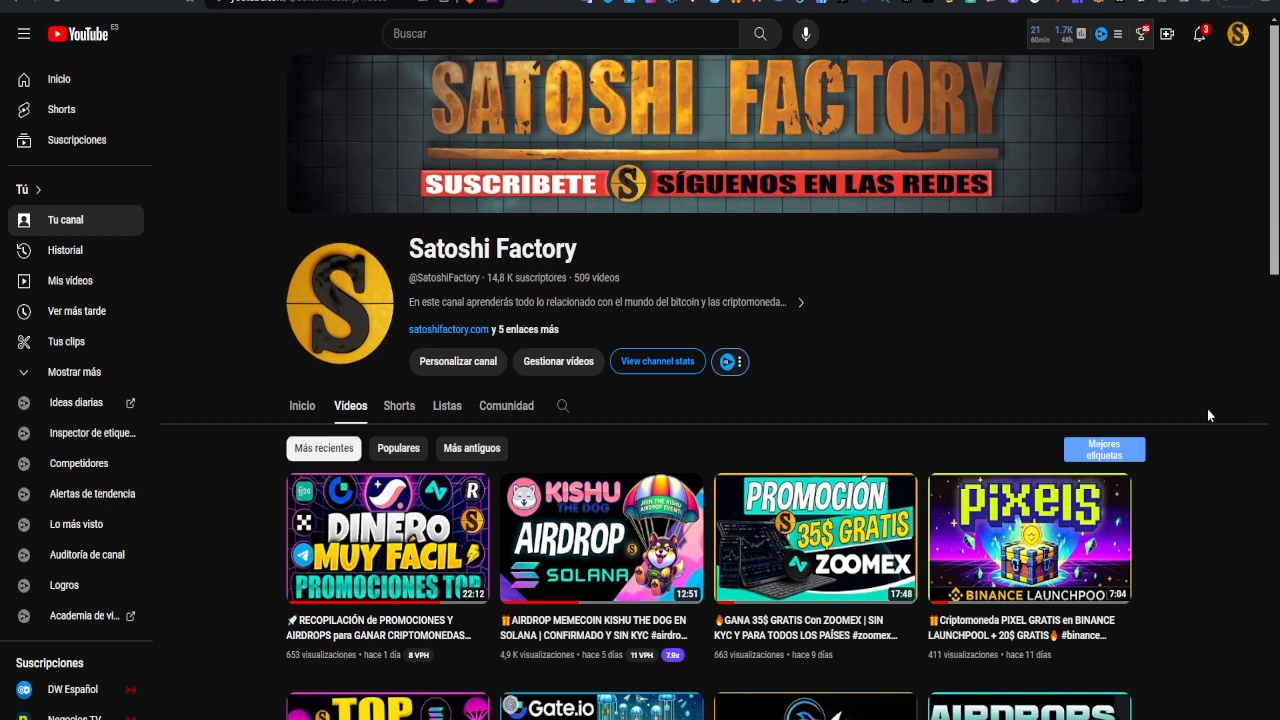 YouTube ES
Buscar
21
60min
1.7K
48h
3
Inicio
Shorts
Suscripciones
Tú
Tu canal
Historial
Mis vídeos
Ver más tarde
Tus clips
Mostrar más
Ideas diarias
Inspector de etique...
Competidores
Alertas de tendencia
Lo más visto
Auditoría de canal
Logros
Academia de vi...
Suscripciones
DW Español
Negocios TV
SATOSHI FACTORY
SUSCRIBETE S SÍGUENOS EN LAS REDES
Satoshi Factory
@SatoshiFactory · 14,8 K suscriptores · 509 vídeos
En este canal aprenderás todo lo relacionado con el mundo del bitcoin y las criptomoneda...
satoshifactory.com y 5 enlaces más
Personalizar canal
Gestionar vídeos
View channel stats
Inicio
Vídeos
Shorts
Listas
Comunidad
Más recientes
Populares
Más antiguos
Mejores
etiquetas
DINERO
MUY FÁCIL
PROMOCIONES TOP
22:12
RECOPILACIÓN de PROMOCIONES Y
AIRDROPS para GANAR CRIPTOMONEDAS...
653 visualizaciones · hace 1 día 8 VPH
KISHU
THE DOG
JOIN THE KISHU
AIRDROP EVENT!
AIRDROP
SOLANA
12:51
AIRDROP MEMECOIN KISHU THE DOG EN
SOLANA | CONFIRMADO Y SIN KYC #airdro...
4,9 K visualizaciones · hace 5 días 11 VPH 7.9x
PROMOCIÓN
35$ GRATIS
ZOOMEX
17:48
GANA 35$ GRATIS Con ZOOMEX | SIN
KYC Y PARA TODOS LOS PAÍSES #zoomex...
663 visualizaciones · hace 9 días
PIXELS
BINANCE LAUNCHPOO
7:04
Criptomoneda PIXEL GRATIS en BINANCE
LAUNCHPOOL + 20$ GRATIS #binance...
411 visualizaciones · hace 11 días
TOP
Gate.io
AIRDROPS